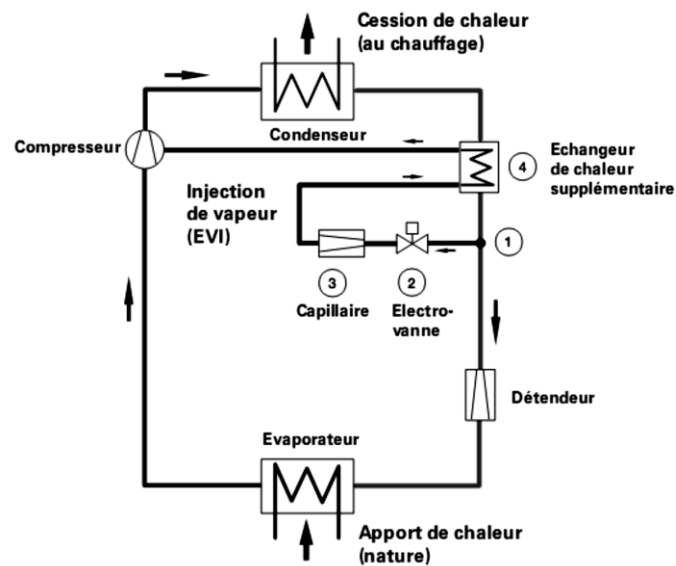 Cession de chaleur
(au chauffage)
Condenseur
Compresseur
Echangeur
de chaleur
supplémentaire
4
Injection
de vapeur
(EVI)
1
3
2
Capillaire
Electro-
vanne
Détendeur
Evaporateur
Apport de chaleur
(nature)